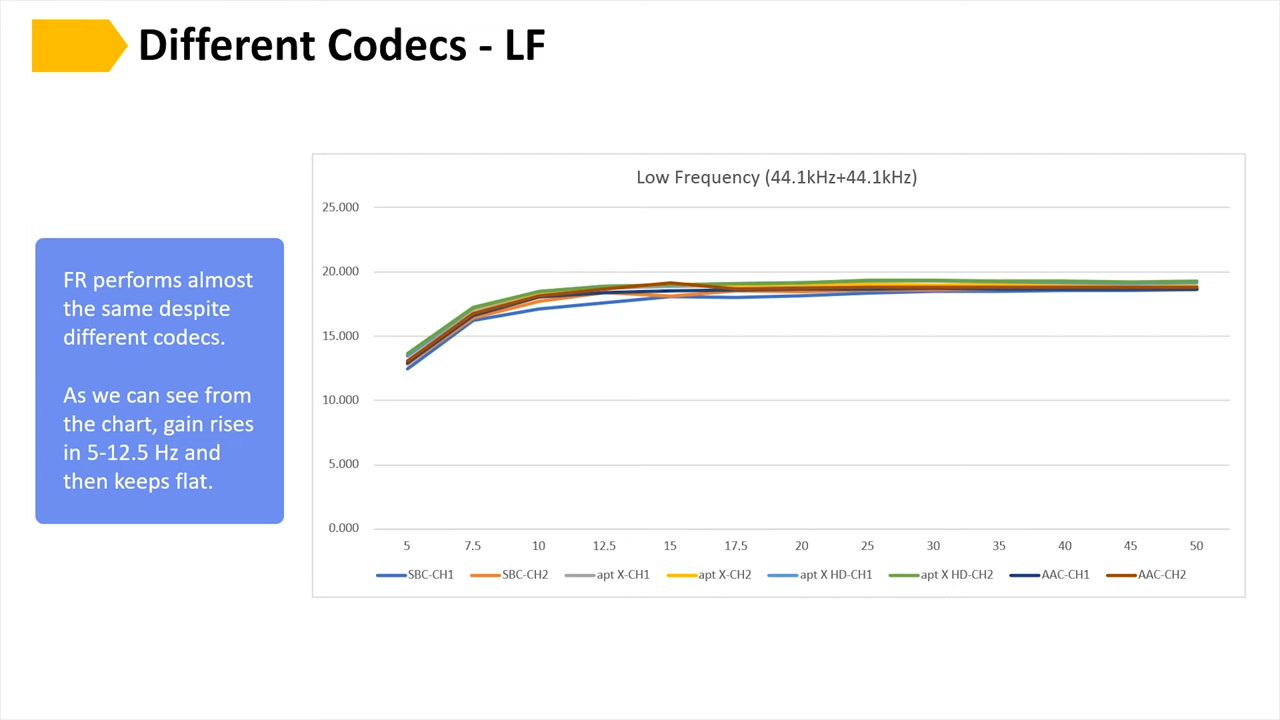 Different Codecs - LF
FR performs almost
the same despite
different codecs.
As we can see from
the chart, gain rises
in 5-12.5 Hz and
then keeps flat.
Low Frequency (44.1kHz+44.1kHz)
25.000
20.000
15.000
10.000
5.000
0.000
5 7.5 10 12.5 15 17.5 20 25 30 35 40 45 50
SBC-CH1 SBC-CH2 apt X-CH1 apt X-CH2 apt X HD-CH1 apt X HD-CH2 AAC-CH1 AAC-CH2